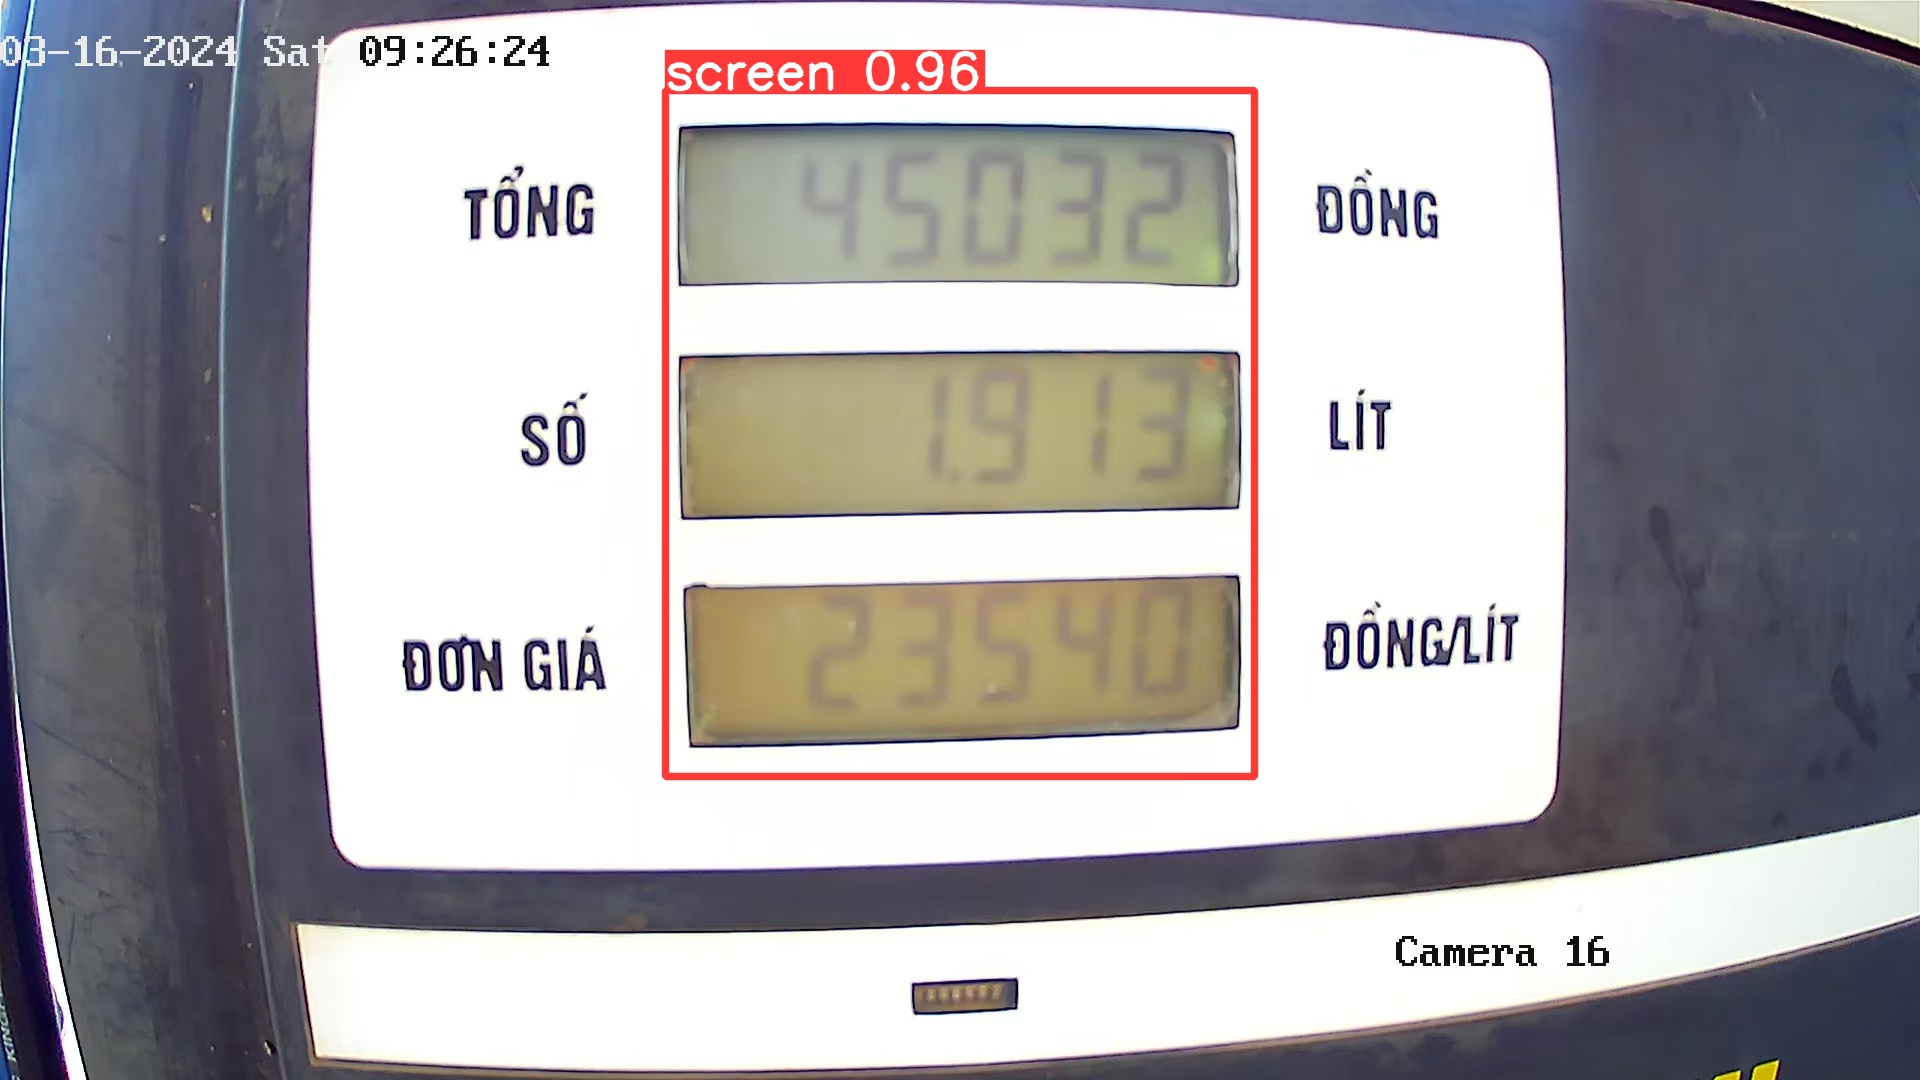 03-16-2024 Sat 09:26:24
screen 0.96
TỔNG 45032 ĐỒNG
SỐ 1.913 LÍT
ĐƠN GIÁ 23540 ĐỒNG/LÍT
Camera 16